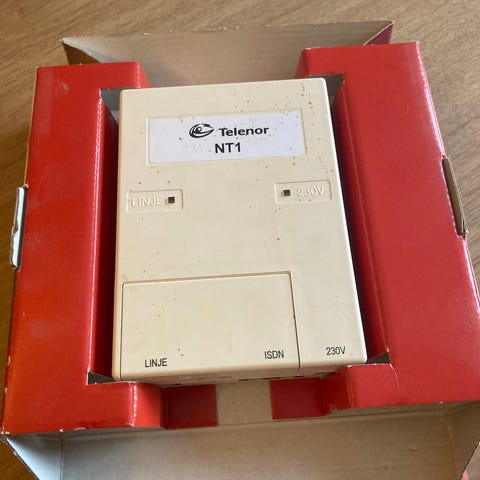 Telenor
NT1
LINJE
230V
LINJE
ISDN
230V